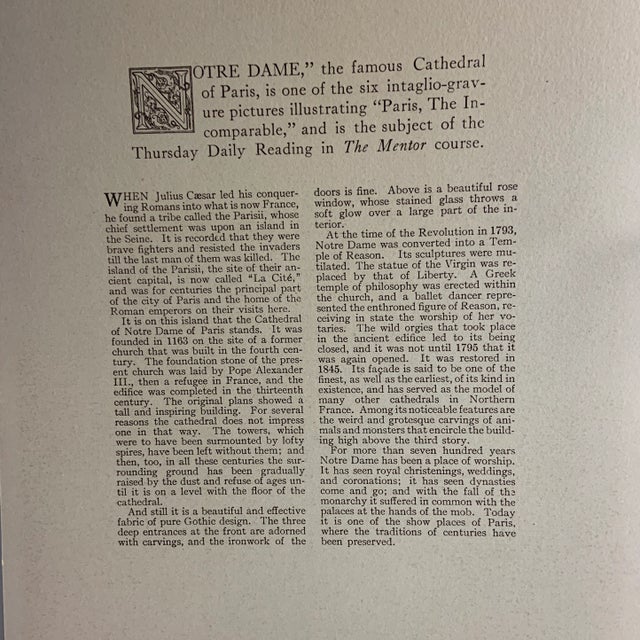 NOTRE DAME,” the famous Cathedral
of Paris, is one of the six intaglio-grav-
ure pictures illustrating “Paris, The In-
comparable,” and is the subject of the
Thursday Daily Reading in The Mentor course.
WHEN Julius Cæsar led his conquer-
ing Romans into what is now France,
he found a tribe called the Parisii, whose
chief settlement was upon an island in
the Seine. It is recorded that they were
brave fighters and resisted the invaders
till the last man of them was killed. The
island of the Parisii, the site of their an-
cient capital, is now called “La Cité,”
and was for centuries the principal part
of the city of Paris and the home of the
Roman emperors on their visits here.
It is on this island that the Cathedral
of Notre Dame of Paris stands. It was
founded in 1163 on the site of a former
church that was built in the fourth cen-
tury. The foundation stone of the pres-
ent church was laid by Pope Alexander
III., then a refugee in France, and the
edifice was completed in the thirteenth
century. The original plans showed a
tall and inspiring building. For several
reasons the cathedral does not impress
one in that way. The towers, which
were to have been surmounted by lofty
spires, have been left without them; and
then, too, in all these centuries the sur-
rounding ground has been gradually
raised by the dust and refuse of ages un-
til it is on a level with the floor of the
cathedral.
And still it is a beautiful and effective
fabric of pure Gothic design. The three
deep entrances at the front are adorned
with carvings, and the ironwork of the
doors is fine. Above is a beautiful rose
window, whose stained glass throws a
soft glow over a large part of the in-
terior.
At the time of the Revolution in 1793,
Notre Dame was converted into a Tem-
ple of Reason. Its sculptures were mu-
tilated. The statue of the Virgin was re-
placed by that of Liberty. A Greek
temple of philosophy was erected within
the church, and a ballet dancer repre-
sented the enthroned figure of Reason, re-
ceiving in state the worship of her vo-
taries. The wild orgies that took place
in the ancient edifice led to its being
closed, and it was not until 1795 that it
was again opened. It was restored in
1845. Its façade is said to be one of the
finest, as well as the earliest, of its kind in
existence, and has served as the model of
many other cathedrals in Northern
France. Among its noticeable features are
the weird and grotesque carvings of ani-
mals and monsters that encircle the build-
ing high above the third story.
For more than seven hundred years
Notre Dame has been a place of worship.
It has seen royal christenings, weddings,
and coronations; it has seen dynasties
come and go; and with the fall of the
monarchy it suffered in common with the
palaces at the hands of the mob. Today
it is one of the show places of Paris,
where the traditions of centuries have
been preserved.